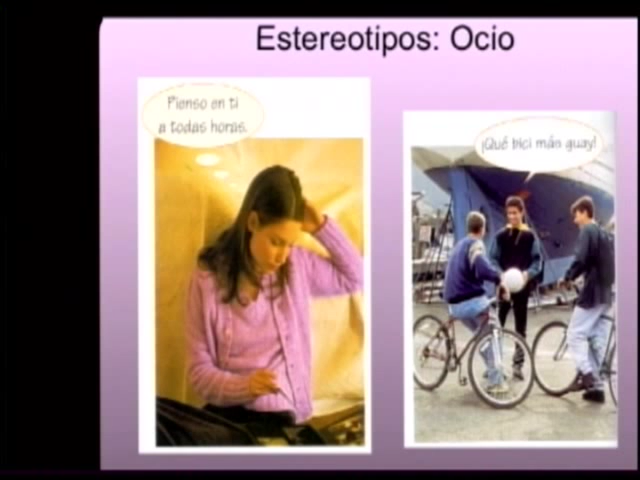 Estereotipos: Ocio
Pienso en ti
a todas horas.
¡Qué bici más guay!